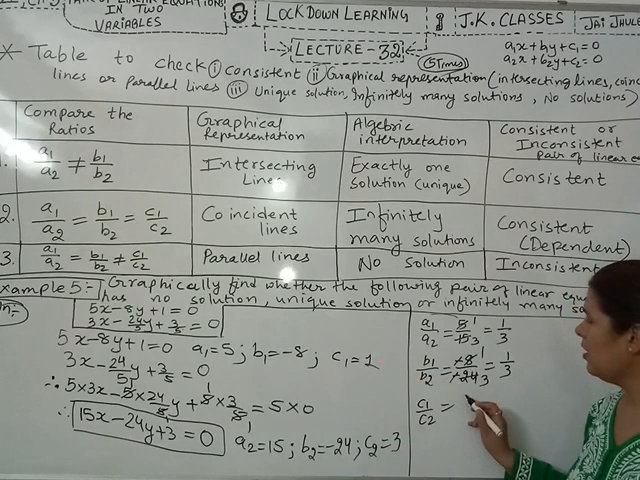 IN TWO
VARIABLES
LOCKDOWN LEARNING
LECTURE-32
J.K. CLASSES
JAI
a₁x+by+c₁=0
a₂x+b₂y+c₂=0
(5Times)
* Table to check (i) consistent (ii) Graphical representation (intersecting lines, coinc
lines or Parallel lines (iii) Unique solution, Infinitely many solutions, No solutions)
Compare the Ratios | Graphical Representation | Algebric interpretation | Consistent or Inconsistent pair of linear e
1. a₁/a₂ ≠ b₁/b₂ | Intersecting Lines | Exactly one solution (unique) | Consistent
2. a₁/a₂ = b₁/b₂ = c₁/c₂ | Coincident lines | Infinitely many solutions | Consistent (Dependent)
3. a₁/a₂ = b₁/b₂ ≠ c₁/c₂ | Parallel lines | No Solution | Inconsistent
xample 5:- Graphically find whether the following pair of linear equ
has no solution, unique solution or infinitely many so
5x-8y+1=0
3x-24/5y+3/5=0
5x-8y+1=0 a₁=5; b₁=-8; c₁=1
3x-24y/5+3/5=0
∴ 5×3x-5×24/5y+5×3/5=5×0
∴ 15x-24y+3=0
a₂=15; b₂=-24; c₂=3
a₁/a₂=5/15=1/3
b₁/b₂=-8/-24=1/3
c₁/c₂=